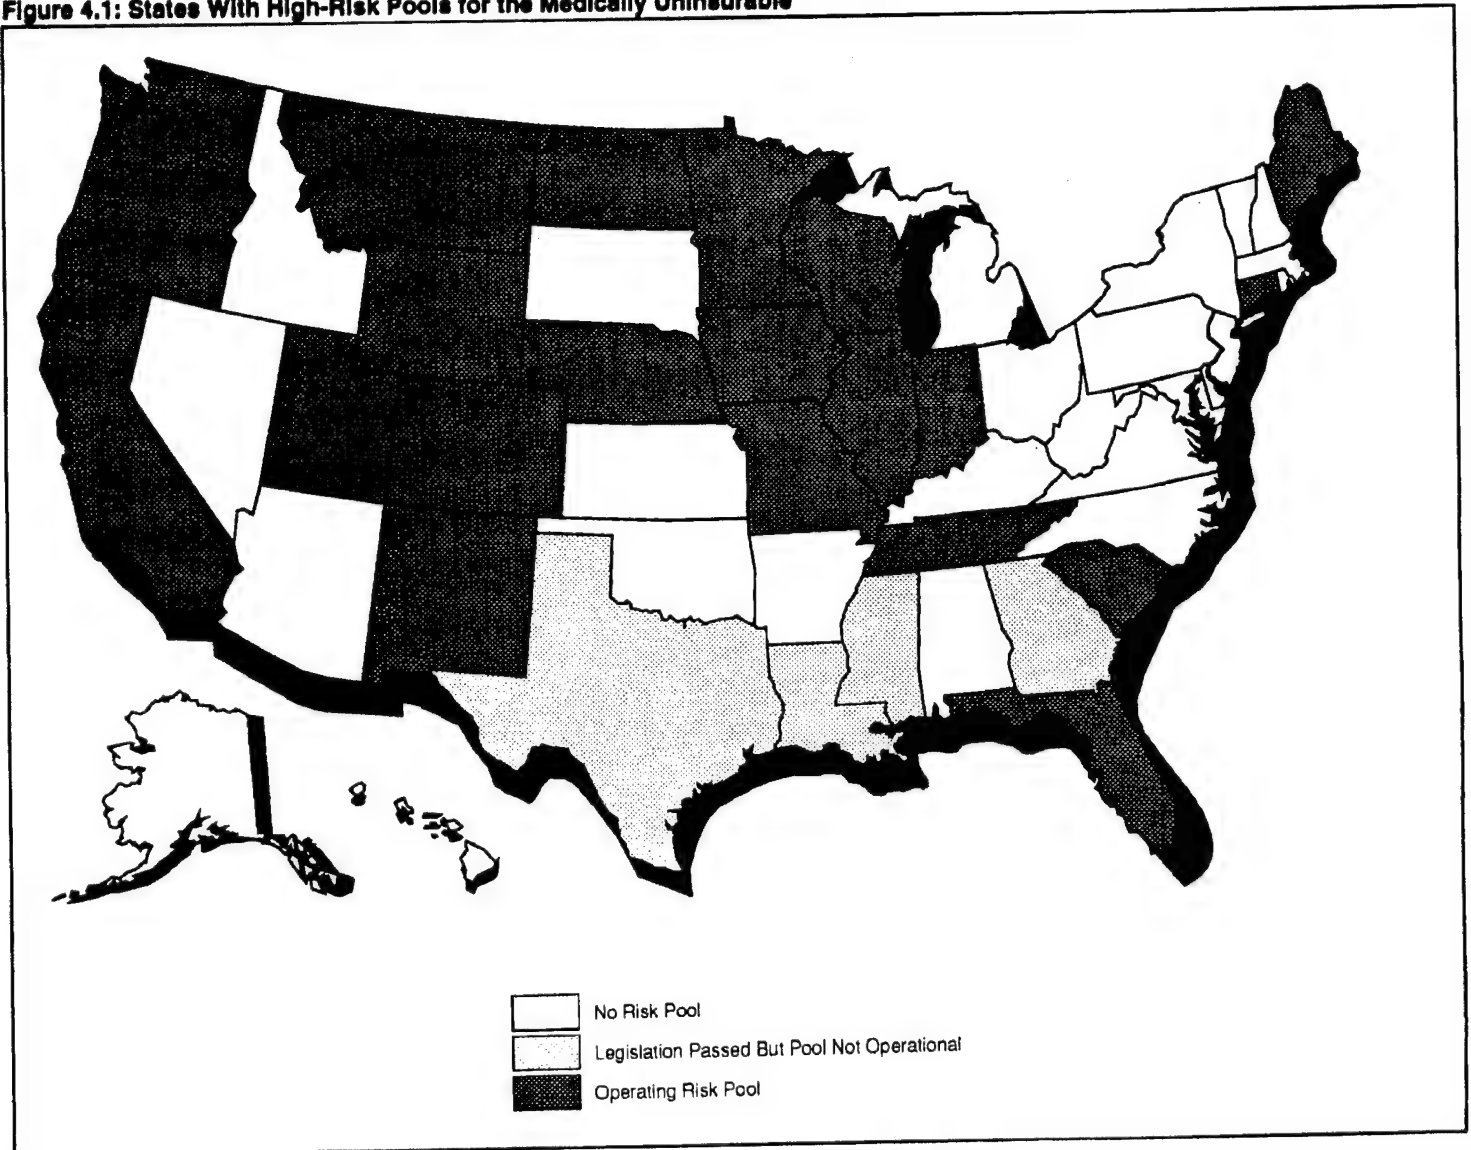 Figure 4.1: States With High-Risk Pools for the Medically Uninsurable
No Risk Pool
Legislation Passed But Pool Not Operational
Operating Risk Pool